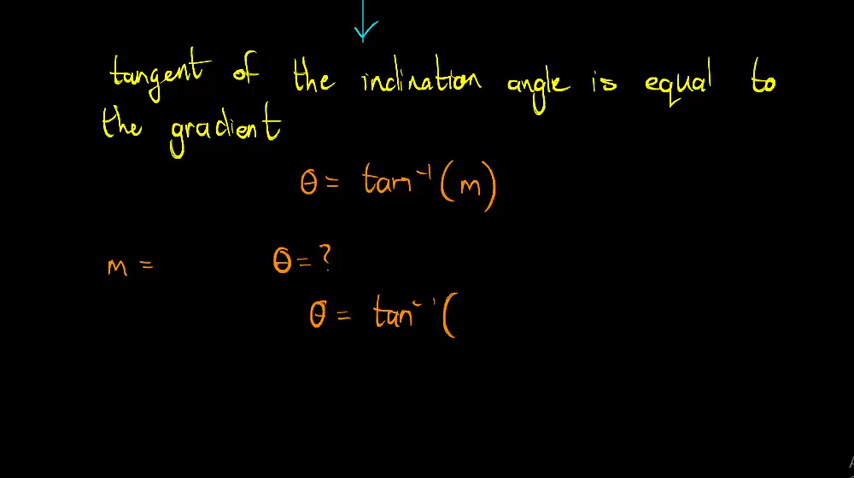 tangent of the inclination angle is equal to
the gradient
θ = tan⁻¹ (m)
m = θ = ?
θ = tan⁻¹ (